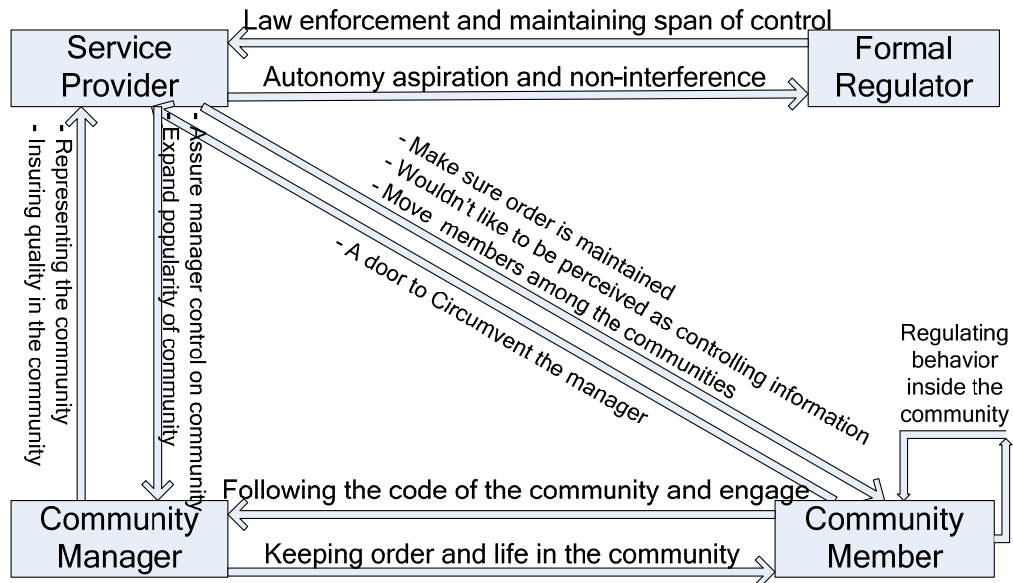 Law enforcement and maintaining span of control
Service
Provider
Formal
Regulator
Autonomy aspiration and non-interference
- Representing the community
- Insuring quality in the community
- Assure manager control on community
- Expand popularity of community
- Make sure order is maintained
- Wouldn't like to be perceived as controlling information
- Move members among the communities
- A door to Circumvent the manager
Regulating
behavior
inside the
community
Following the code of the community and engage
Community
Manager
Community
Member
Keeping order and life in the community